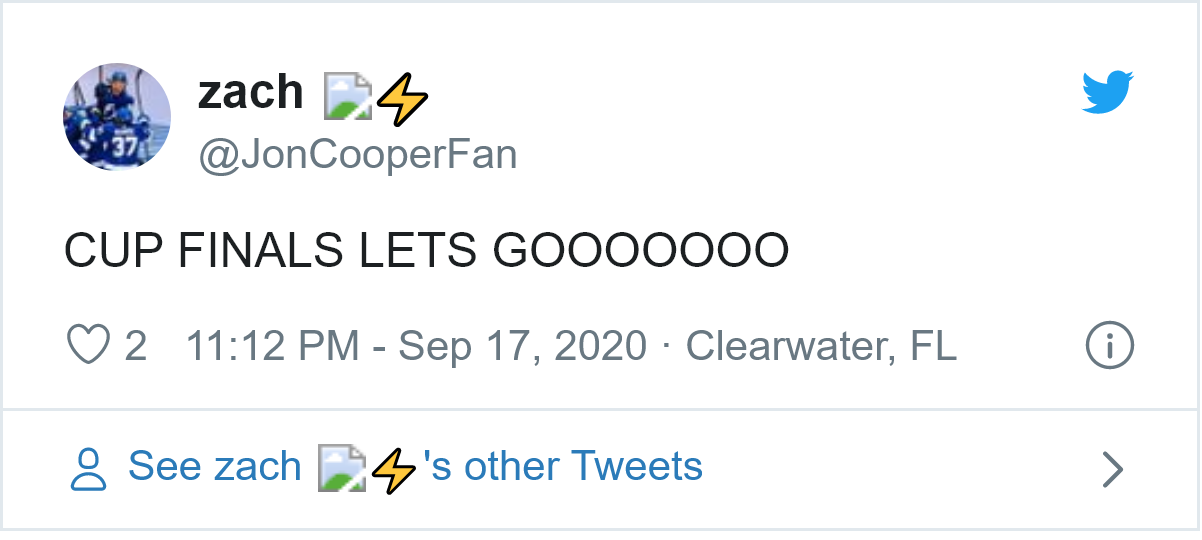 zach ⚡
@JonCooperFan
37
CUP FINALS LETS GOOOOOOO
2 11:12 PM - Sep 17, 2020 · Clearwater, FL
See zach ⚡'s other Tweets